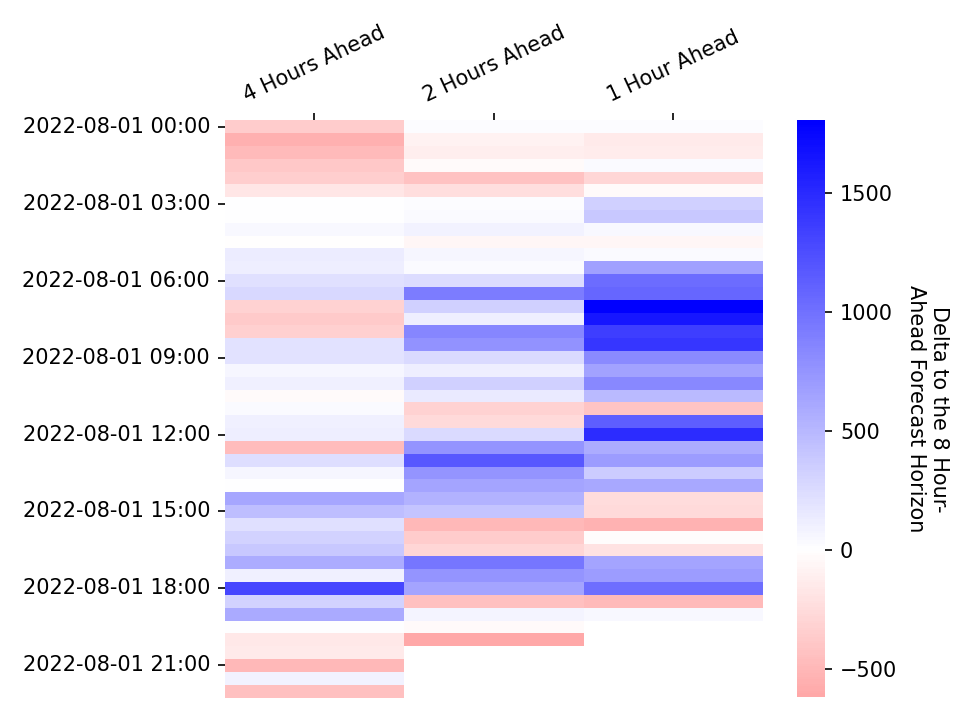 4 Hours Ahead
2 Hours Ahead
1 Hour Ahead
2022-08-01 00:00
2022-08-01 03:00
2022-08-01 06:00
2022-08-01 09:00
2022-08-01 12:00
2022-08-01 15:00
2022-08-01 18:00
2022-08-01 21:00
1500
1000
500
0
−500
Delta to the 8 Hour-
Ahead Forecast Horizon